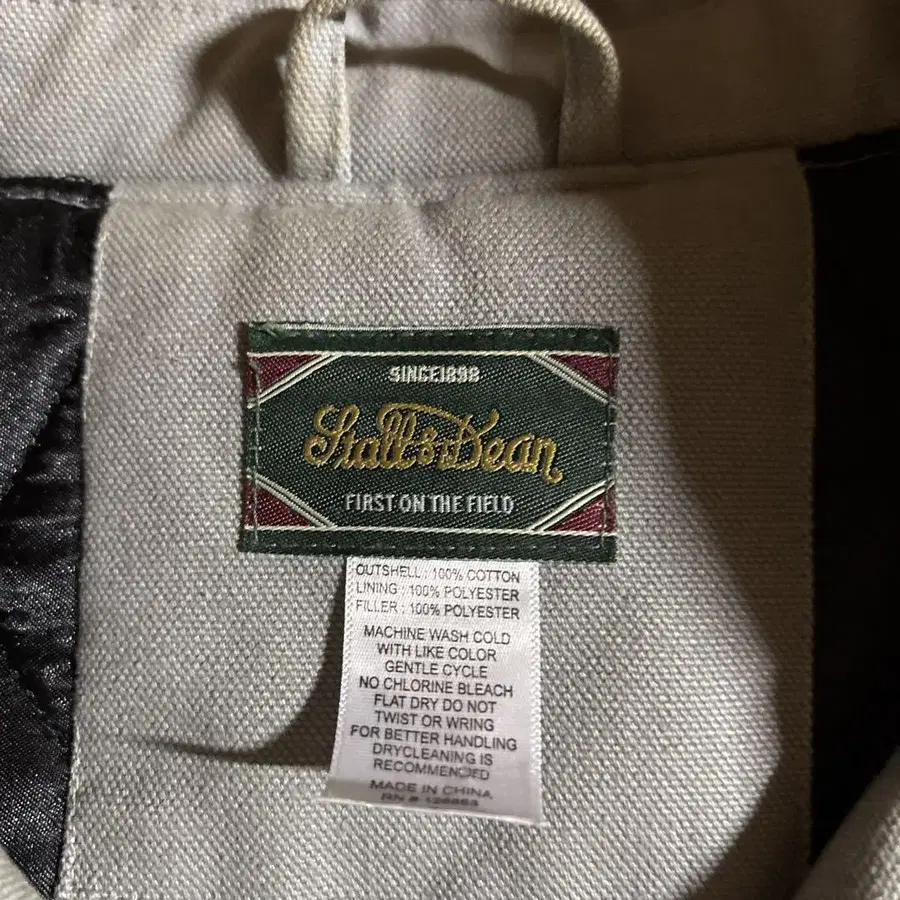 SINCE1898
Stall & Dean
FIRST ON THE FIELD
OUTSHELL : 100% COTTON
LINING : 100% POLYESTER
FILLER : 100% POLYESTER
MACHINE WASH COLD
WITH LIKE COLOR
GENTLE CYCLE
NO CHLORINE BLEACH
FLAT DRY DO NOT
TWIST OR WRING
FOR BETTER HANDLING
DRYCLEANING IS
RECOMMENDED
MADE IN CHINA
RN #